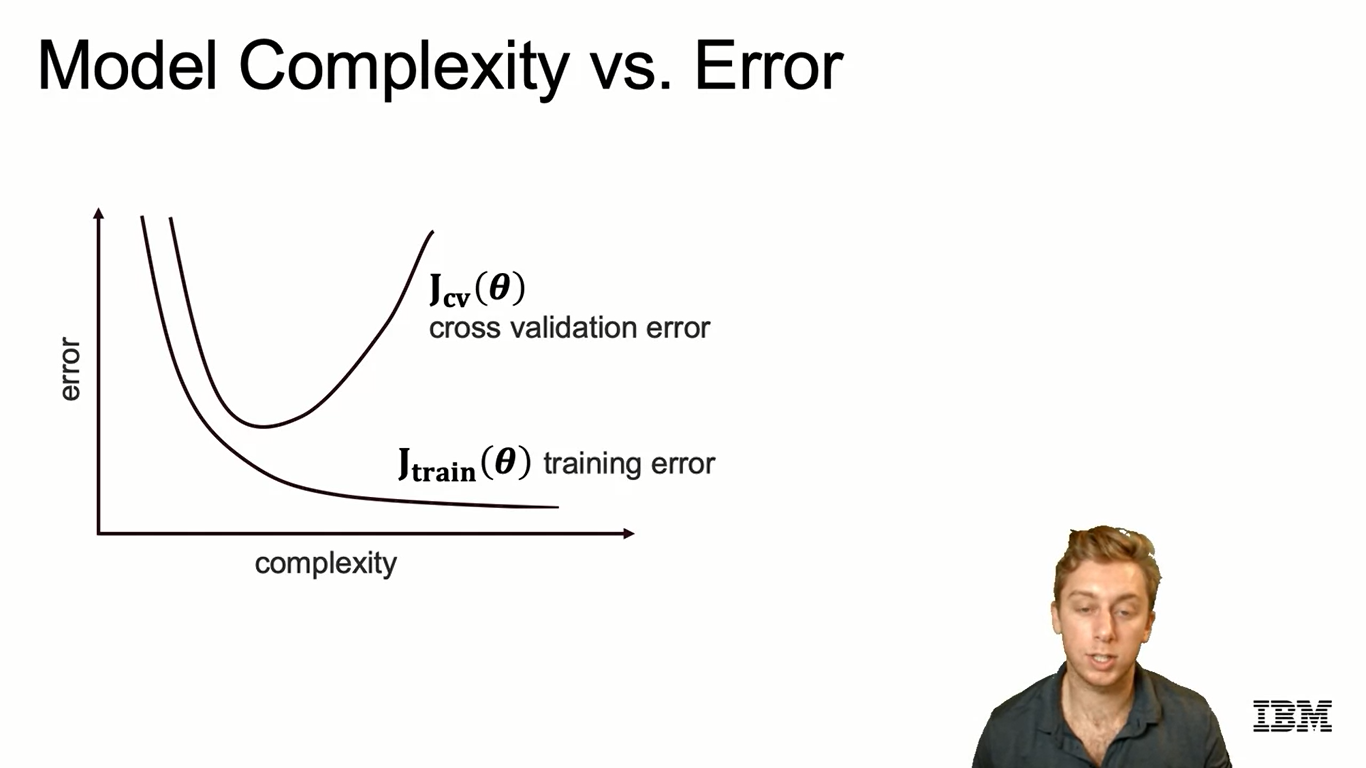 Model Complexity vs. Error
error
J_cv(θ)
cross validation error
J_train(θ) training error
complexity
IBM